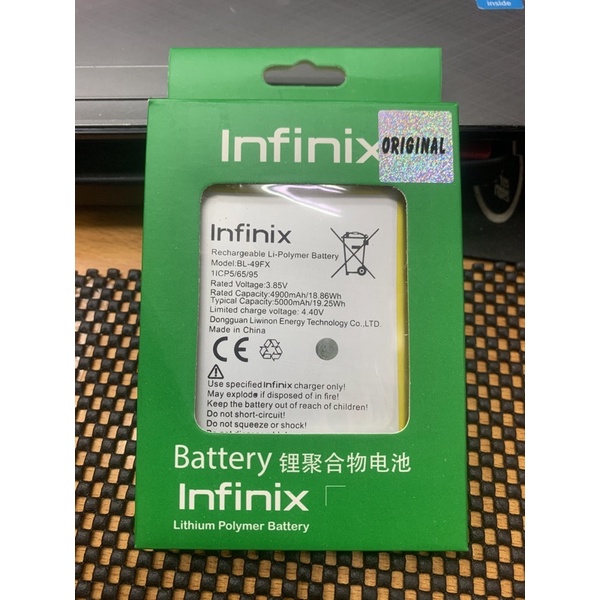 inside
Infinix
ORIGINAL
Infinix
Rechargeable Li-Polymer Battery
Model:BL-49FX
1ICP5/65/95
Rated Voltage:3.85V
Rated Capacity:4900mAh/18.86Wh
Typical Capacity:5000mAh/19.25Wh
Limited charge voltage: 4.40V
Dongguan Liwinon Energy Technology Co.,LTD.
Made in China
CE
Use specified Infinix charger only!
May explode if disposed of in fire!
Keep the battery out of reach of children!
Do not short-circuit!
Do not squeeze or shock!
Battery 锂聚合物电池
Infinix
Lithium Polymer Battery